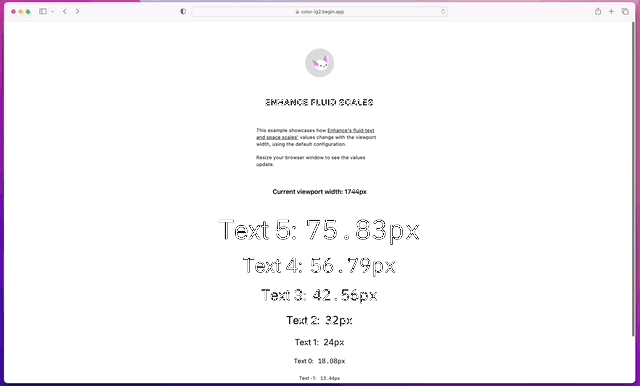 color-ig2.begin.app
ENHANCE FLUID SCALES
This example showcases how Enhance's fluid text
and space scales' values change with the viewport
width, using the default configuration.
Resize your browser window to see the values
update.
Current viewport width: 1744px
Text 5: 75.83px
Text 4: 56.79px
Text 3: 42.56px
Text 2: 32px
Text 1: 24px
Text 0: 18.08px
Text -1: 13.44px